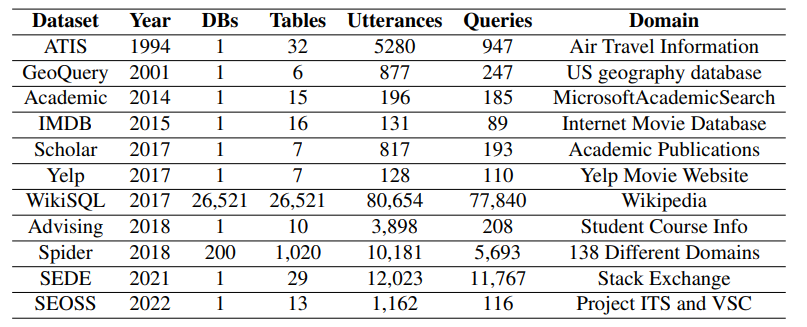 Dataset Year DBs Tables Utterances Queries Domain
ATIS 1994 1 32 5280 947 Air Travel Information
GeoQuery 2001 1 6 877 247 US geography database
Academic 2014 1 15 196 185 MicrosoftAcademicSearch
IMDB 2015 1 16 131 89 Internet Movie Database
Scholar 2017 1 7 817 193 Academic Publications
Yelp 2017 1 7 128 110 Yelp Movie Website
WikiSQL 2017 26,521 26,521 80,654 77,840 Wikipedia
Advising 2018 1 10 3,898 208 Student Course Info
Spider 2018 200 1,020 10,181 5,693 138 Different Domains
SEDE 2021 1 29 12,023 11,767 Stack Exchange
SEOSS 2022 1 13 1,162 116 Project ITS and VSC